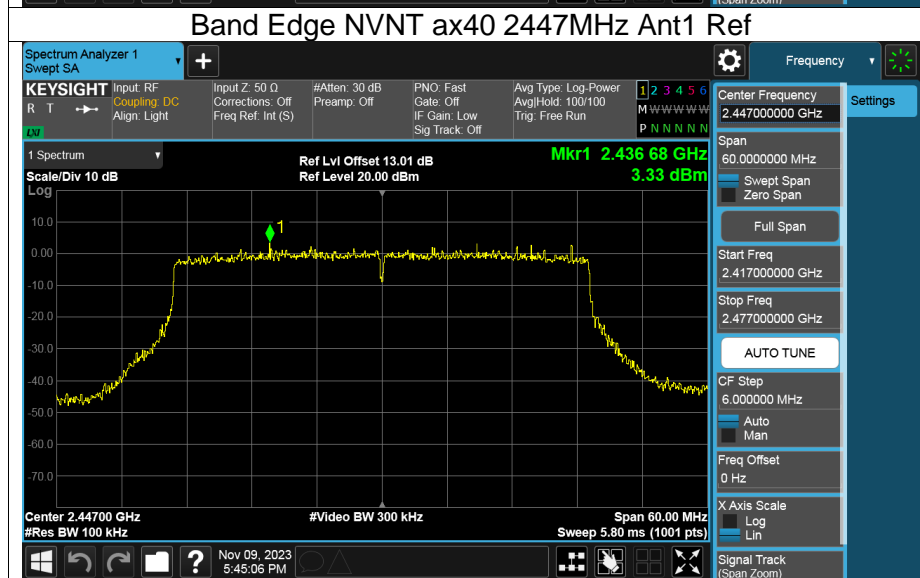 (Span Zoom)
Band Edge NVNT ax40 2447MHz Ant1 Ref
Spectrum Analyzer 1
Swept SA
+
Frequency
KEYSIGHT
R T
LXI
Input: RF
Coupling: DC
Align: Light
Input Z: 50 Ω
Corrections: Off
Freq Ref: Int (S)
#Atten: 30 dB
Preamp: Off
PNO: Fast
Gate: Off
IF Gain: Low
Sig Track: Off
Avg Type: Log-Power
Avg|Hold: 100/100
Trig: Free Run
1 2 3 4 5 6
M W W W W W
P N N N N N
1 Spectrum
Scale/Div 10 dB
Log
Ref Lvl Offset 13.01 dB
Ref Level 20.00 dBm
Mkr1 2.436 68 GHz
3.33 dBm
1
10.0
0.00
-10.0
-20.0
-30.0
-40.0
-50.0
-60.0
-70.0
Center 2.44700 GHz
#Res BW 100 kHz
#Video BW 300 kHz
Span 60.00 MHz
Sweep 5.80 ms (1001 pts)
Center Frequency
2.447000000 GHz
Settings
Span
60.0000000 MHz
Swept Span
Zero Span
Full Span
Start Freq
2.417000000 GHz
Stop Freq
2.477000000 GHz
AUTO TUNE
CF Step
6.000000 MHz
Auto
Man
Freq Offset
0 Hz
X Axis Scale
Log
Lin
Signal Track
(Span Zoom)
?
Nov 09, 2023
5:45:06 PM